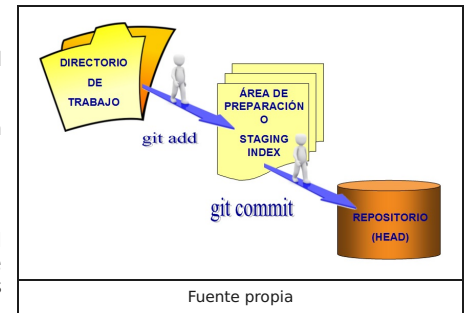 DIRECTORIO
DE
TRABAJO
git add
ÁREA DE
PREPARACIÓN
O
STAGING
INDEX
git commit
REPOSITORIO
(HEAD)
Fuente propia